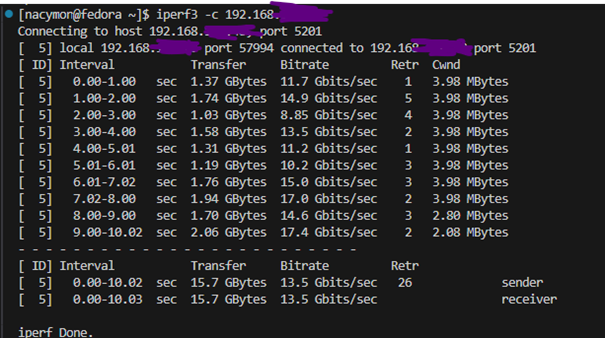 [nacymon@fedora ~]$ iperf3 -c 192.168.
Connecting to host 192.168. port 5201
[  5] local 192.168. port 57994 connected to 192.168 port 5201
[ ID] Interval           Transfer     Bitrate         Retr  Cwnd
[  5]   0.00-1.00   sec  1.37 GBytes  11.7 Gbits/sec    1   3.98 MBytes
[  5]   1.00-2.00   sec  1.74 GBytes  14.9 Gbits/sec    5   3.98 MBytes
[  5]   2.00-3.00   sec  1.03 GBytes  8.85 Gbits/sec    4   3.98 MBytes
[  5]   3.00-4.00   sec  1.58 GBytes  13.5 Gbits/sec    2   3.98 MBytes
[  5]   4.00-5.01   sec  1.31 GBytes  11.2 Gbits/sec    1   3.98 MBytes
[  5]   5.01-6.01   sec  1.19 GBytes  10.2 Gbits/sec    3   3.98 MBytes
[  5]   6.01-7.02   sec  1.76 GBytes  15.0 Gbits/sec    3   3.98 MBytes
[  5]   7.02-8.00   sec  1.94 GBytes  17.0 Gbits/sec    2   3.98 MBytes
[  5]   8.00-9.00   sec  1.70 GBytes  14.6 Gbits/sec    3   2.80 MBytes
[  5]   9.00-10.02  sec  2.06 GBytes  17.4 Gbits/sec    2   2.08 MBytes
- - - - - - - - - - - - - - - - - - - - - - - - -
[ ID] Interval           Transfer     Bitrate         Retr
[  5]   0.00-10.02  sec  15.7 GBytes  13.5 Gbits/sec   26             sender
[  5]   0.00-10.03  sec  15.7 GBytes  13.5 Gbits/sec                  receiver
iperf Done.